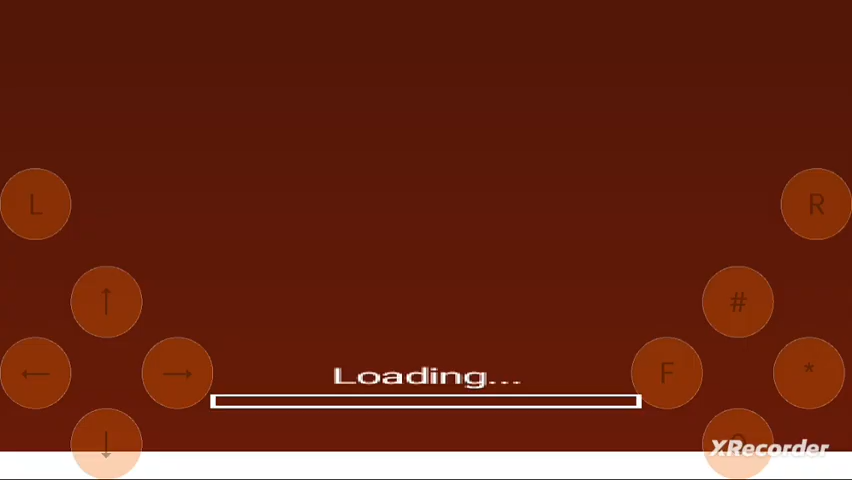 L
R
↑
#
←
→
Loading...
F
*
↓
XRecorder